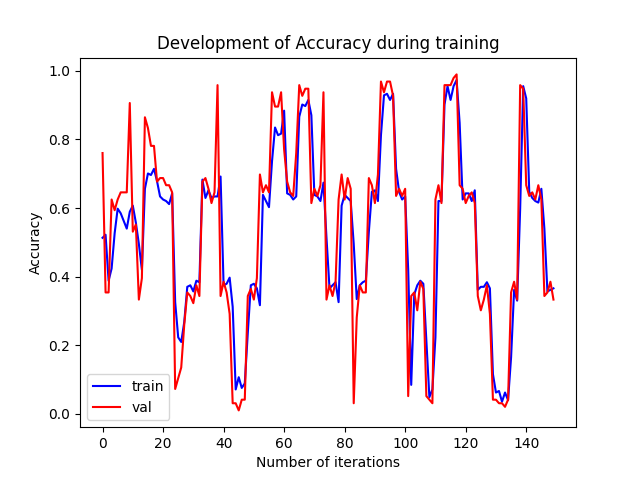 Development of Accuracy during training
Accuracy
1.0
0.8
0.6
0.4
0.2
0.0
train
val
0 20 40 60 80 100 120 140
Number of iterations